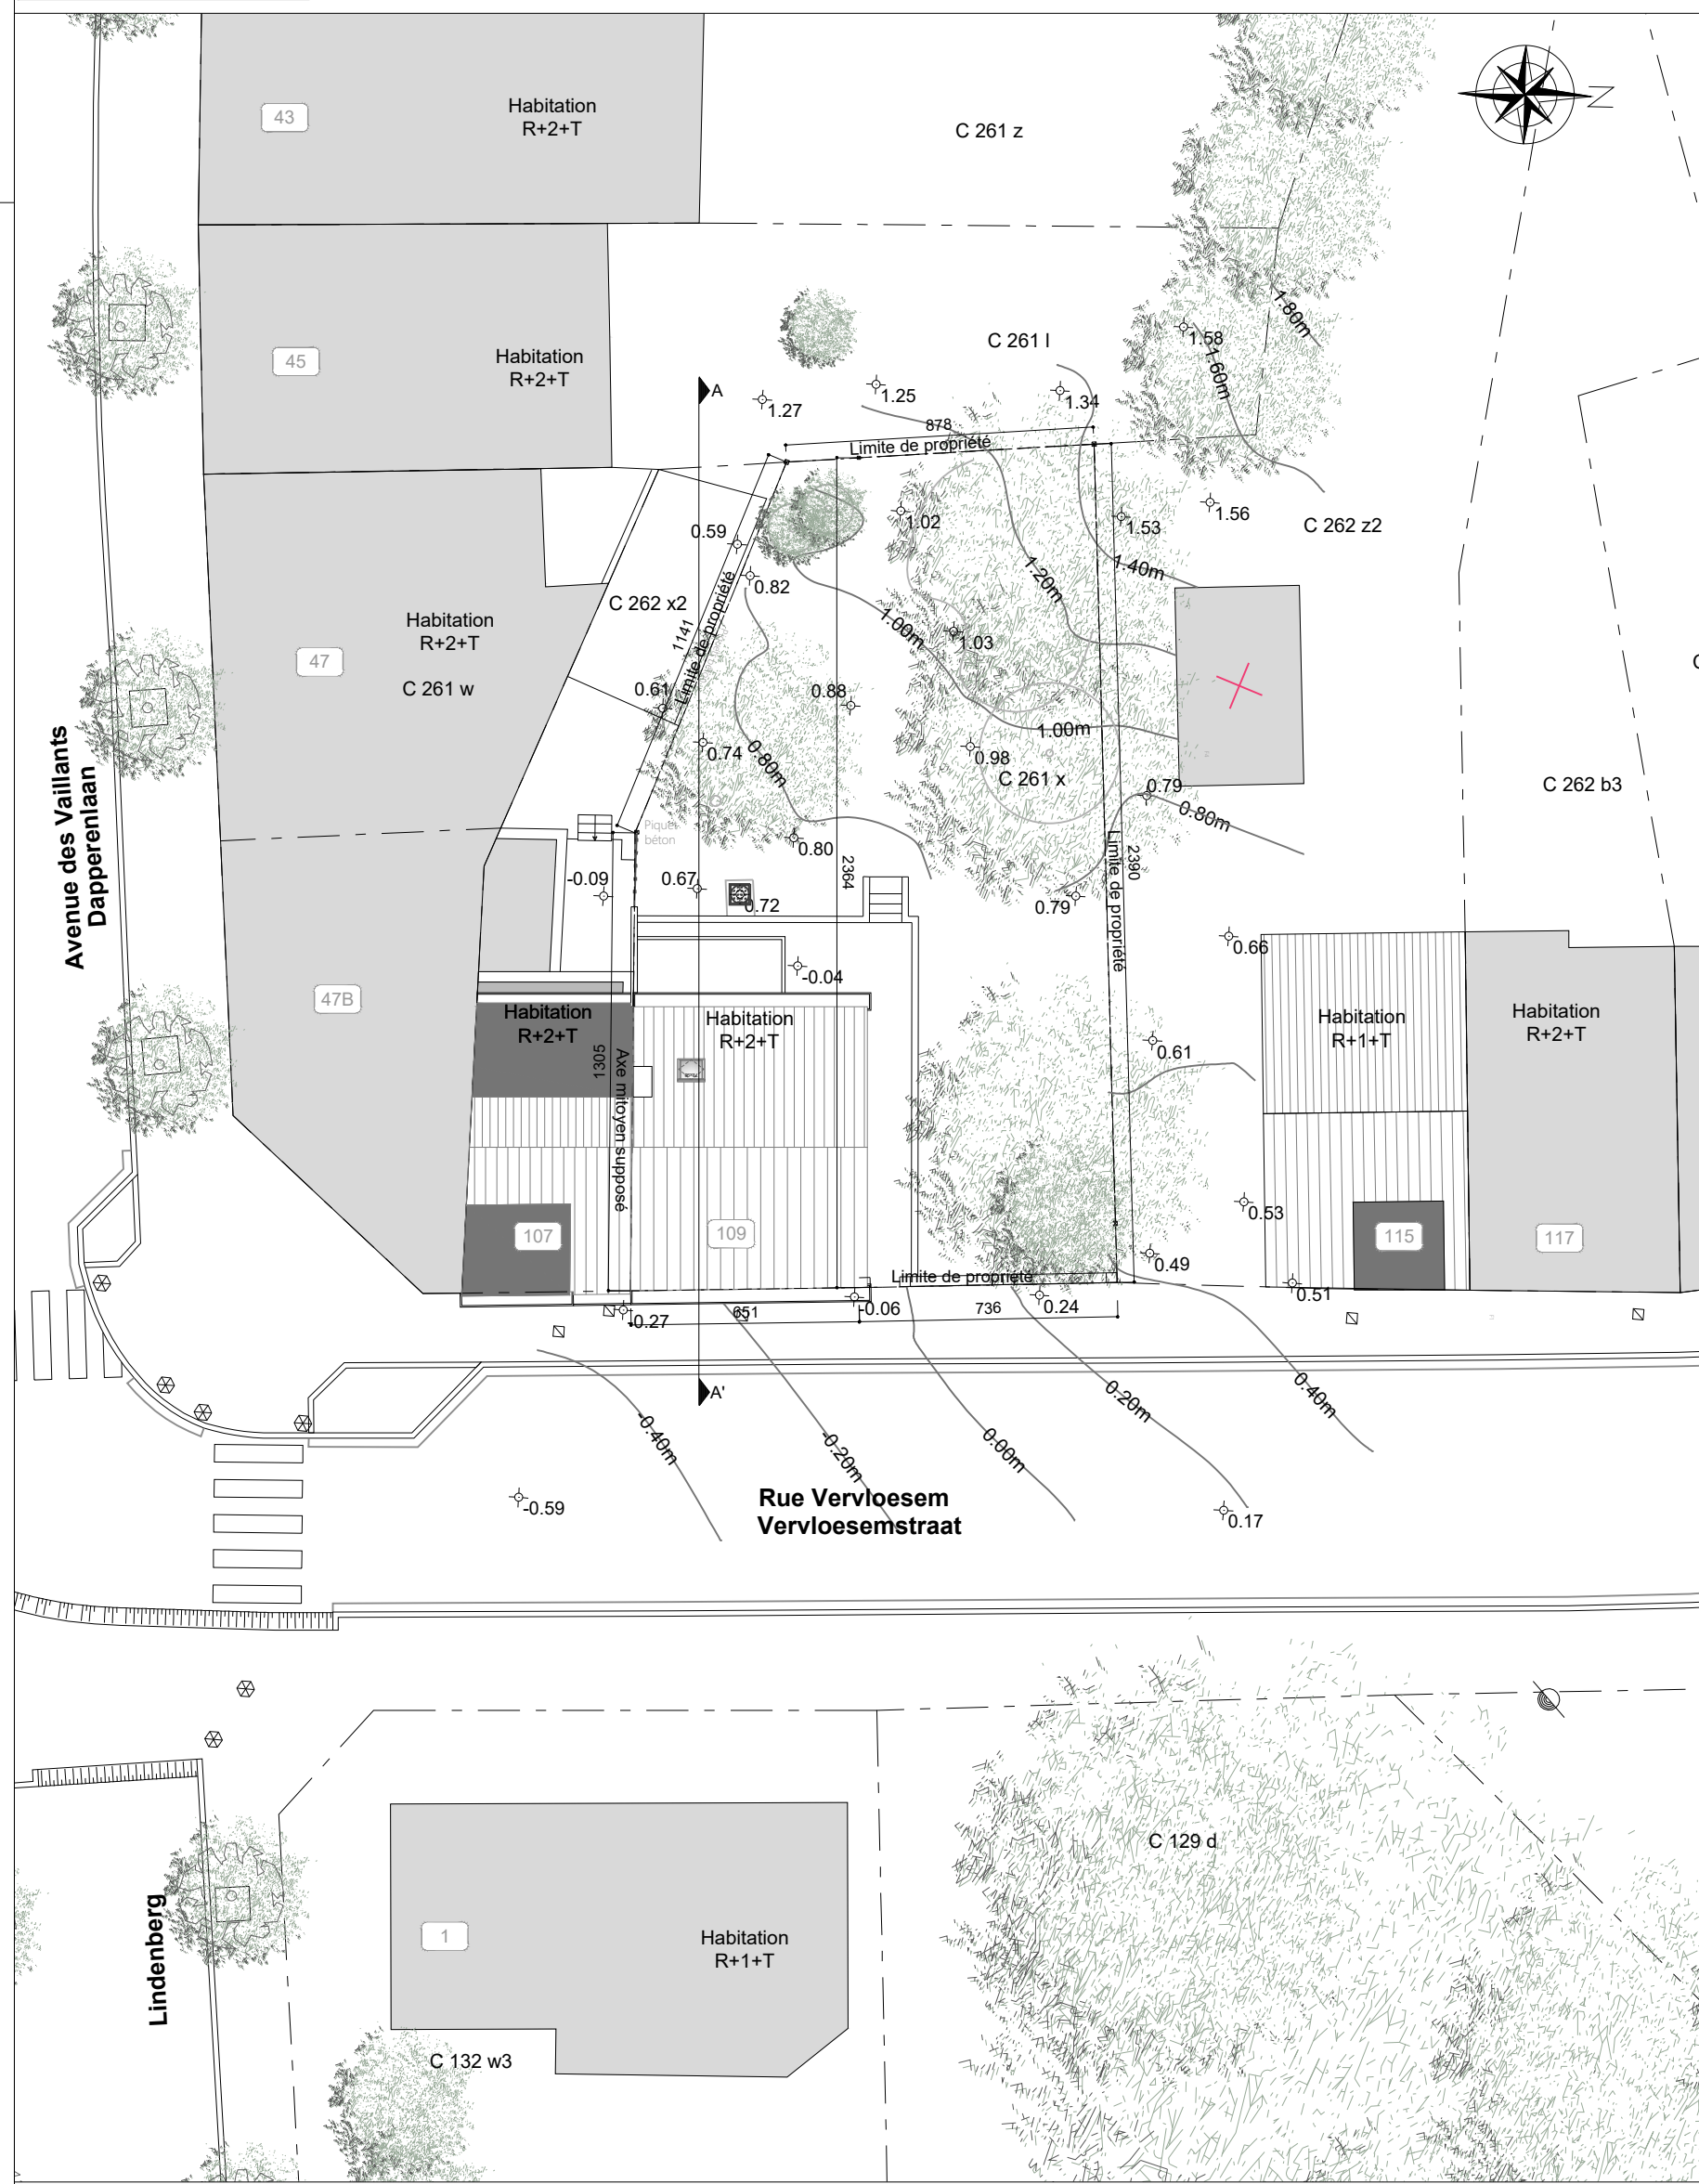 43
Habitation
R+2+T
C 261 z
N
45
Habitation
R+2+T
C 261 l
1.80m
1.58
1.60m
A
1.27
1.25
1.34
878
Limite de propriété
0.59
1.02
1.53
1.56
C 262 z2
0.82
1.20m
1.40m
C 262 x2
1141
Limite de propriété
1.00m
1.03
Habitation
R+2+T
47
C 261 w
0.61
0.88
0.74
0.80m
1.00m
0.98
C 261 x
0.79
0.80m
C 262 b3
Avenue des Vaillants
Dapperenlaan
Piquet
béton
0.80
2364
Limite de propriété
2390
-0.09
0.67
0.72
0.79
0.66
-0.04
47B
Habitation
R+2+T
Habitation
R+2+T
Habitation
R+1+T
Habitation
R+2+T
1305
Axe mitoyen supposé
0.61
0.53
107
109
115
117
0.49
Limite de propriété
-0.27
651
-0.06
736
0.24
0.51
A'
-0.40m
-0.20m
0.00m
0.20m
0.40m
-0.59
0.17
Rue Vervloesem
Vervloesemstraat
C 129 d
Lindenberg
1
Habitation
R+1+T
C 132 w3